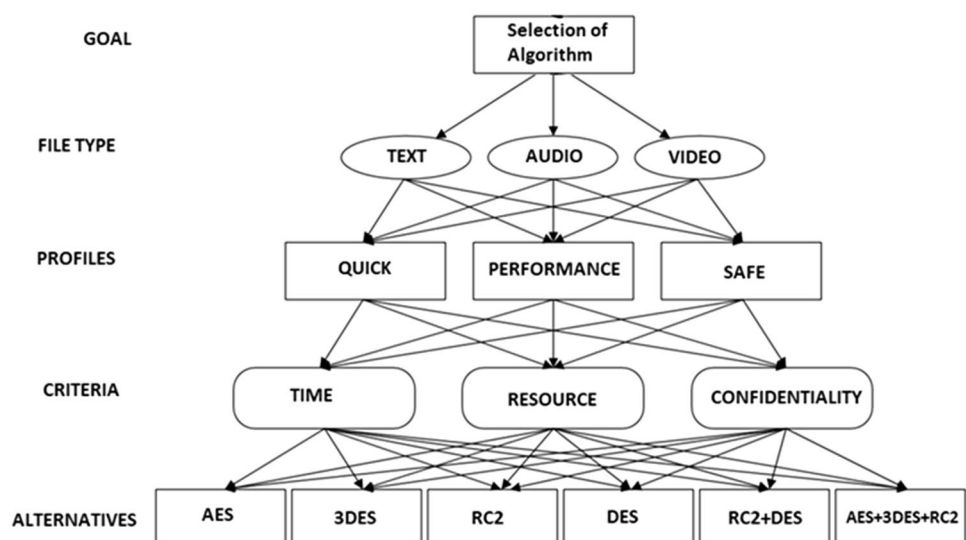 GOAL
Selection of
Algorithm
FILE TYPE
TEXT
AUDIO
VIDEO
PROFILES
QUICK
PERFORMANCE
SAFE
CRITERIA
TIME
RESOURCE
CONFIDENTIALITY
ALTERNATIVES
AES
3DES
RC2
DES
RC2+DES
AES+3DES+RC2